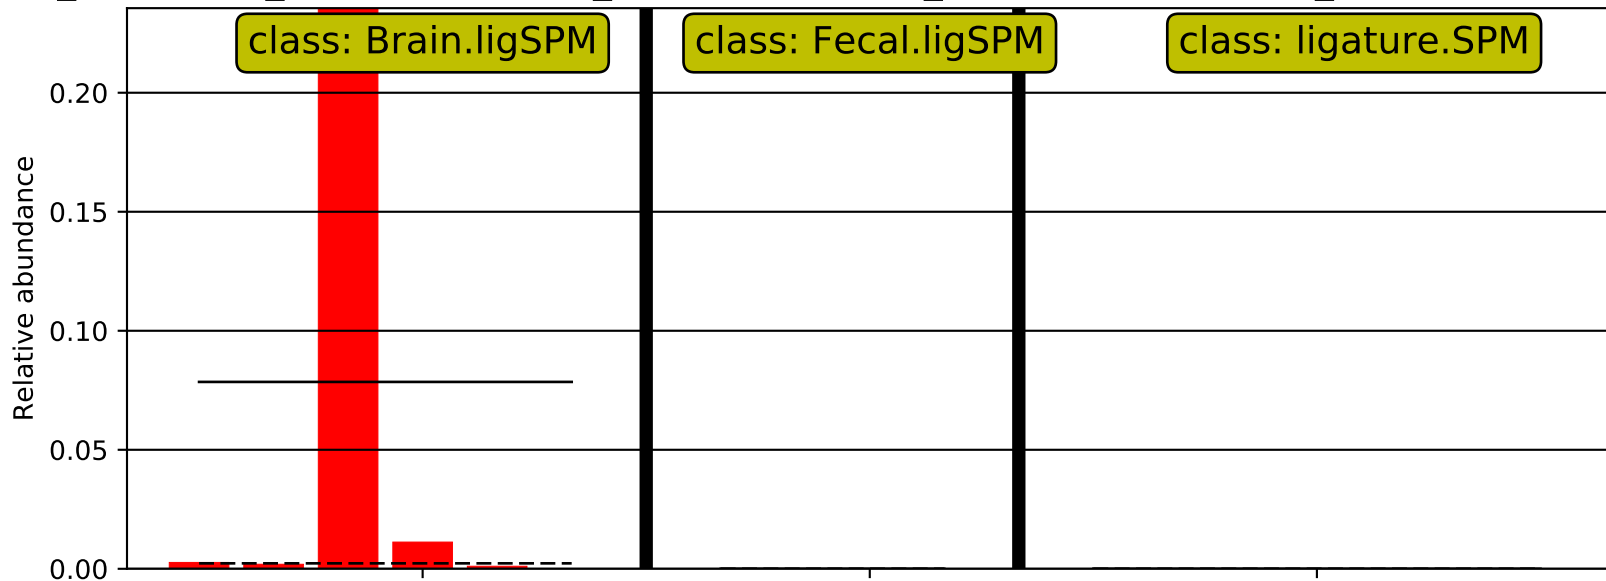 class: Brain.ligSPM
class: Fecal.ligSPM
class: ligature.SPM
0.20
0.15
0.10
0.05
0.00
Relative abundance